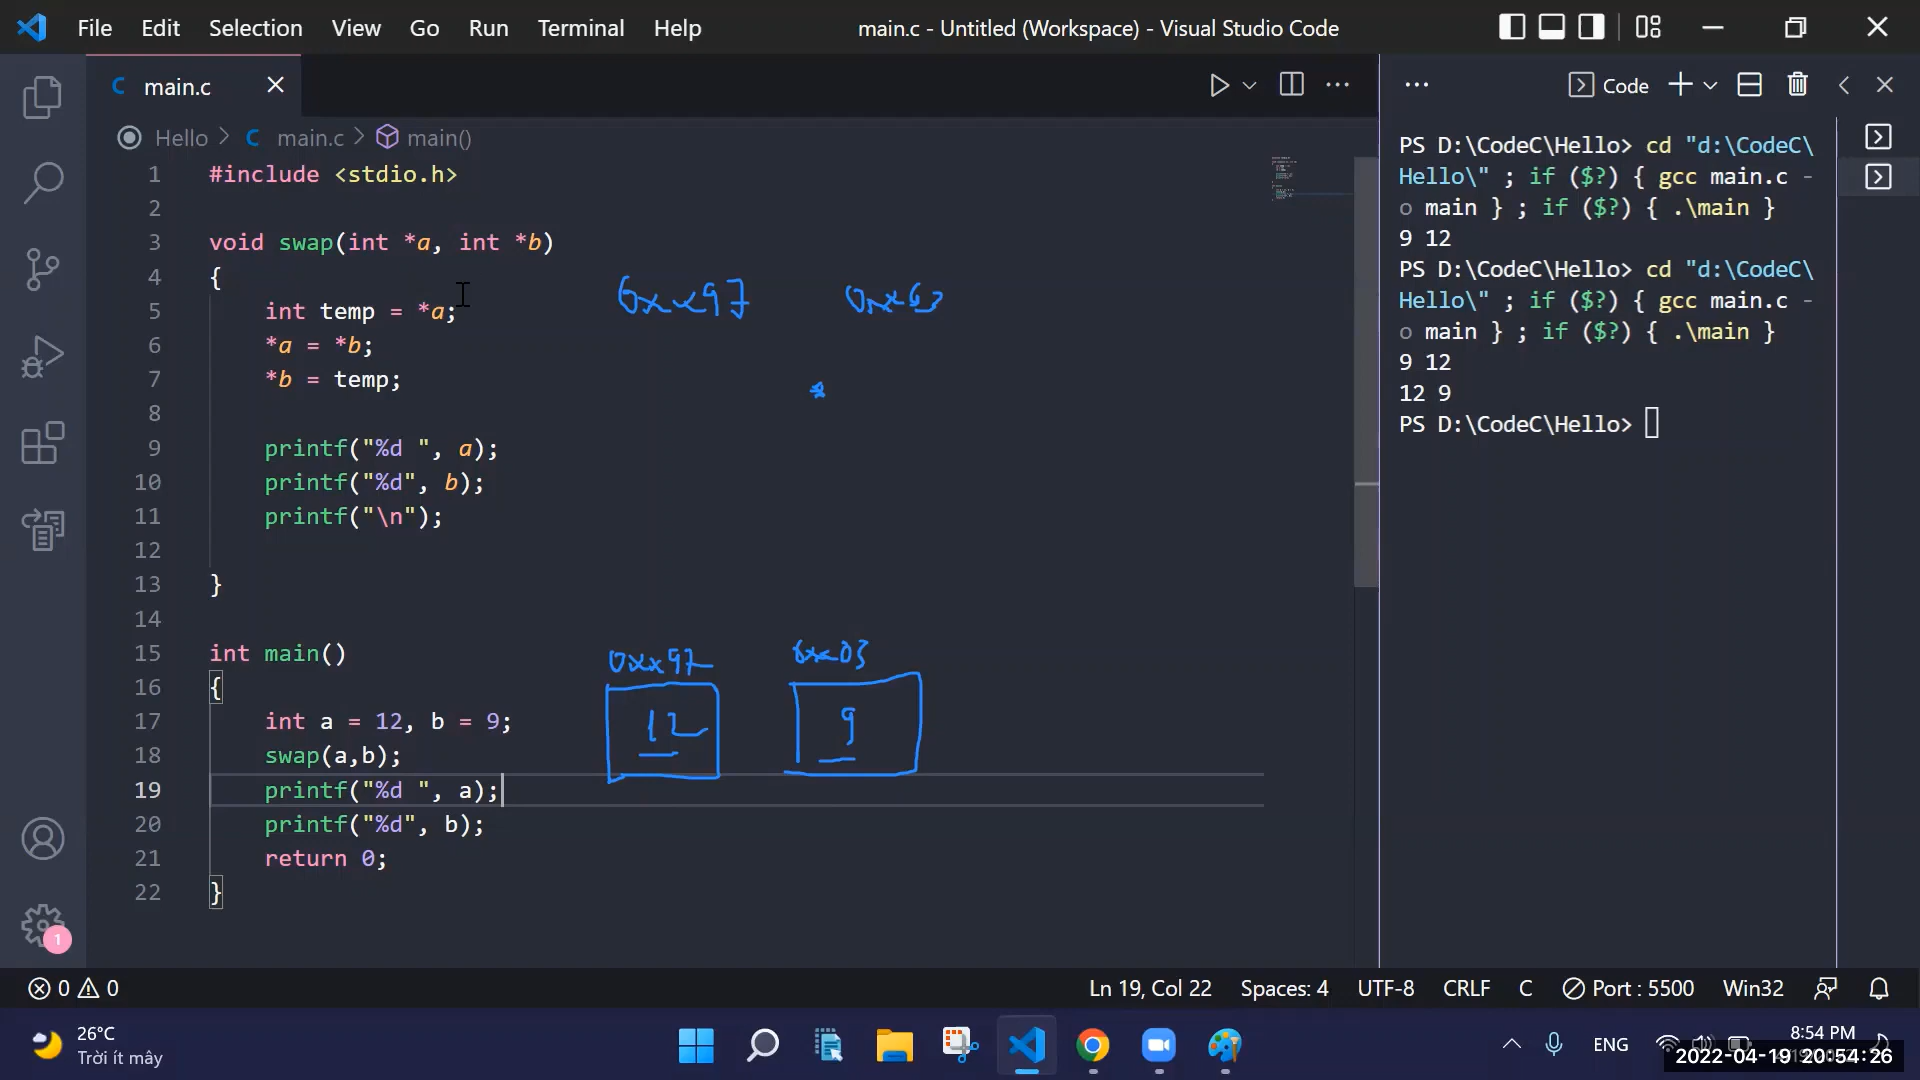 File Edit Selection View Go Run Terminal Help
main.c - Untitled (Workspace) - Visual Studio Code
C main.c
Hello > C main.c > main()
1 #include <stdio.h>
2
3 void swap(int *a, int *b)
4 {
5 int temp = *a;
6 *a = *b;
7 *b = temp;
8
9 printf("%d ", a);
10 printf("%d", b);
11 printf("\n");
12
13 }
14
15 int main()
16 {
17 int a = 12, b = 9;
18 swap(a,b);
19 printf("%d ", a);
20 printf("%d", b);
21 return 0;
22 }
0xx97
12
9
Code
PS D:\CodeC\Hello> cd "d:\CodeC\
Hello\" ; if ($?) { gcc main.c -
o main } ; if ($?) { .\main }
9 12
PS D:\CodeC\Hello> cd "d:\CodeC\
Hello\" ; if ($?) { gcc main.c -
o main } ; if ($?) { .\main }
9 12
12 9
PS D:\CodeC\Hello>
1
0 0
Ln 19, Col 22 Spaces: 4 UTF-8 CRLF C Port : 5500 Win32
26°C
Trời ít mây
ENG
8:54 PM
2022-04-19 20:54:26